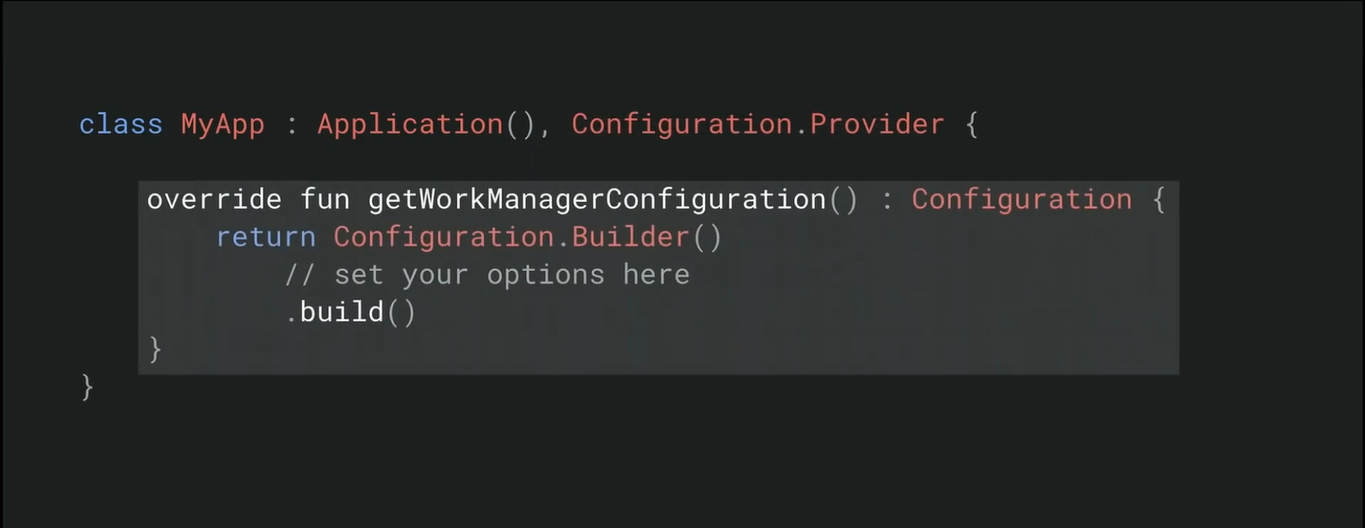 class MyApp : Application(), Configuration.Provider {
override fun getWorkManagerConfiguration() : Configuration {
return Configuration.Builder()
// set your options here
.build()
}
}